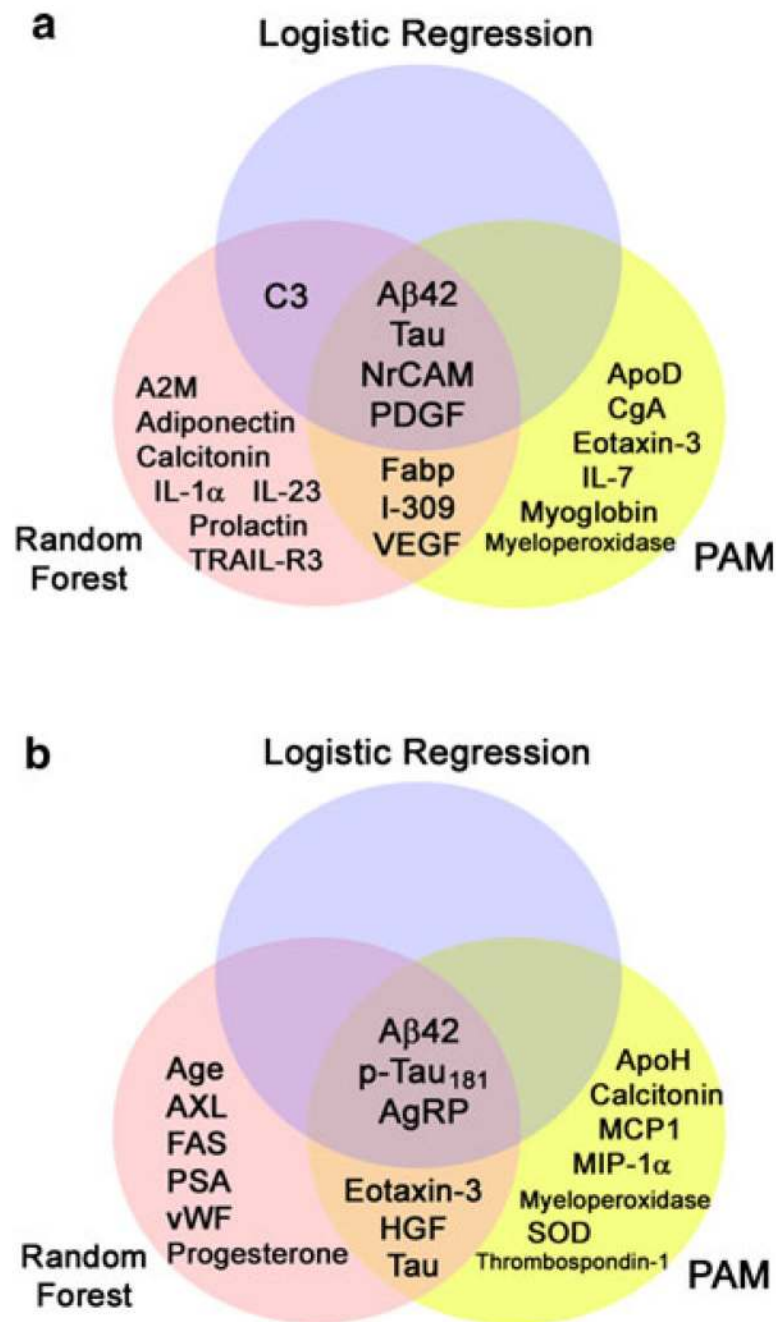 a
Logistic Regression
C3
Aβ42
Tau
NrCAM
PDGF
A2M
Adiponectin
Calcitonin
IL-1α IL-23
Prolactin
TRAIL-R3
Fabp
I-309
VEGF
ApoD
CgA
Eotaxin-3
IL-7
Myoglobin
Myeloperoxidase
Random
Forest
PAM
b
Logistic Regression
Aβ42
p-Tau181
AgRP
Age
AXL
FAS
PSA
vWF
Progesterone
Eotaxin-3
HGF
Tau
ApoH
Calcitonin
MCP1
MIP-1α
Myeloperoxidase
SOD
Thrombospondin-1
Random
Forest
PAM